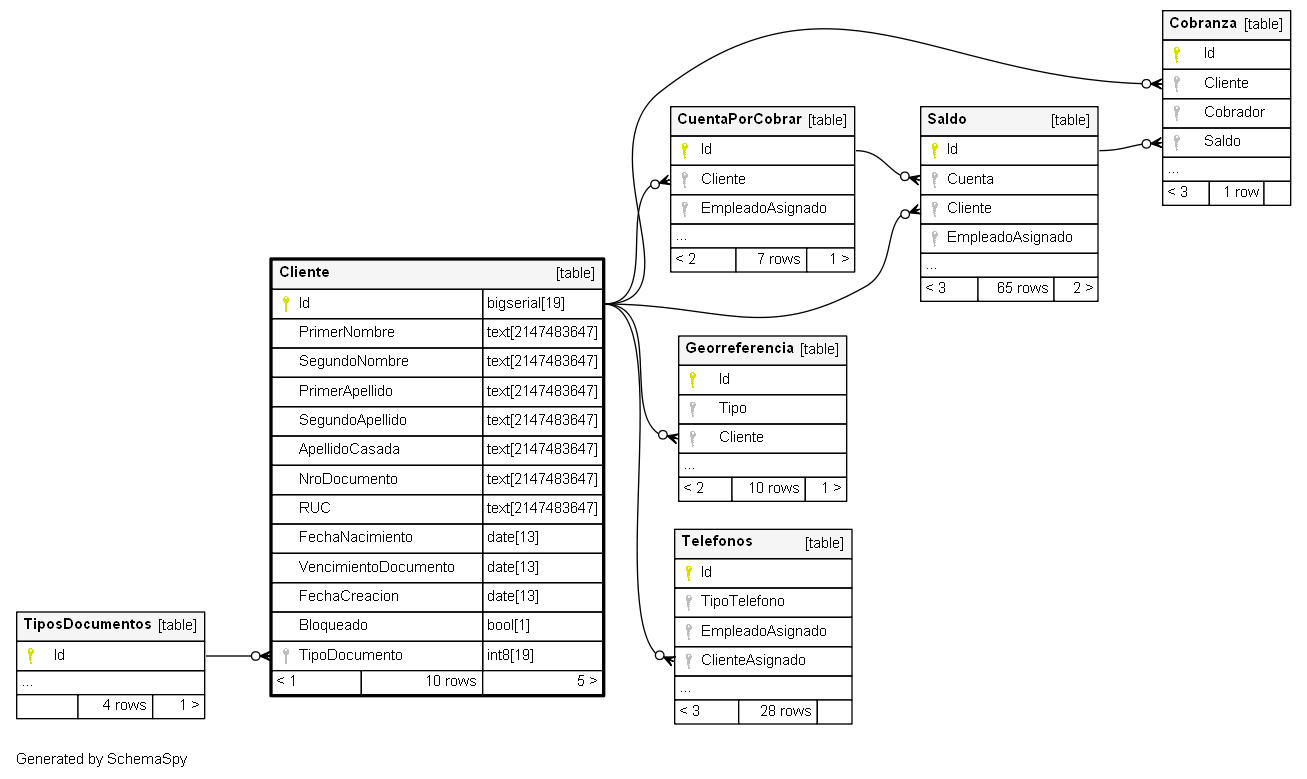 Cobranza [table]
Id
Cliente
Cobrador
Saldo
...
< 3 1 row
CuentaPorCobrar [table]
Id
Cliente
EmpleadoAsignado
...
< 2 7 rows 1 >
Saldo [table]
Id
Cuenta
Cliente
EmpleadoAsignado
...
< 3 65 rows 2 >
Cliente [table]
Id bigserial[19]
PrimerNombre text[2147483647]
SegundoNombre text[2147483647]
PrimerApellido text[2147483647]
SegundoApellido text[2147483647]
ApellidoCasada text[2147483647]
NroDocumento text[2147483647]
RUC text[2147483647]
FechaNacimiento date[13]
VencimientoDocumento date[13]
FechaCreacion date[13]
Bloqueado bool[1]
TipoDocumento int8[19]
< 1 10 rows 5 >
Georreferencia [table]
Id
Tipo
Cliente
...
< 2 10 rows 1 >
Telefonos [table]
Id
TipoTelefono
EmpleadoAsignado
ClienteAsignado
...
< 3 28 rows
TiposDocumentos [table]
Id
...
4 rows 1 >
Generated by SchemaSpy